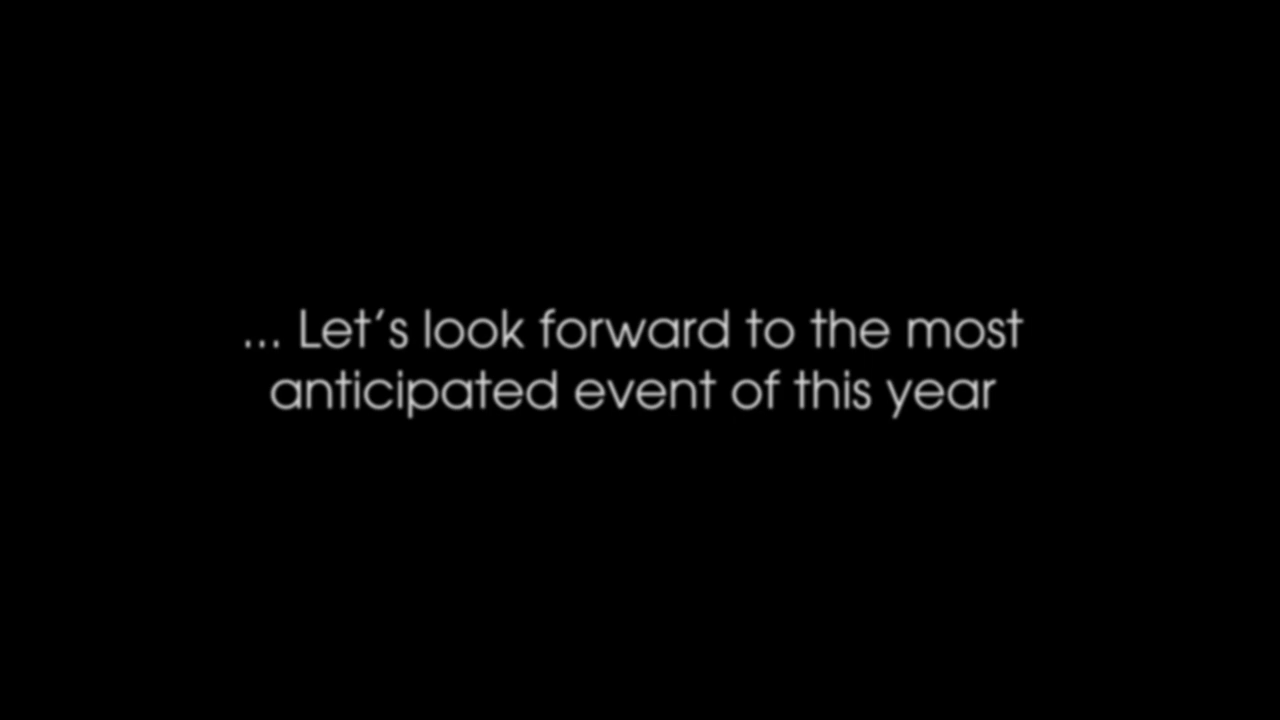 ... Let’s look forward to the most
anticipated event of this year